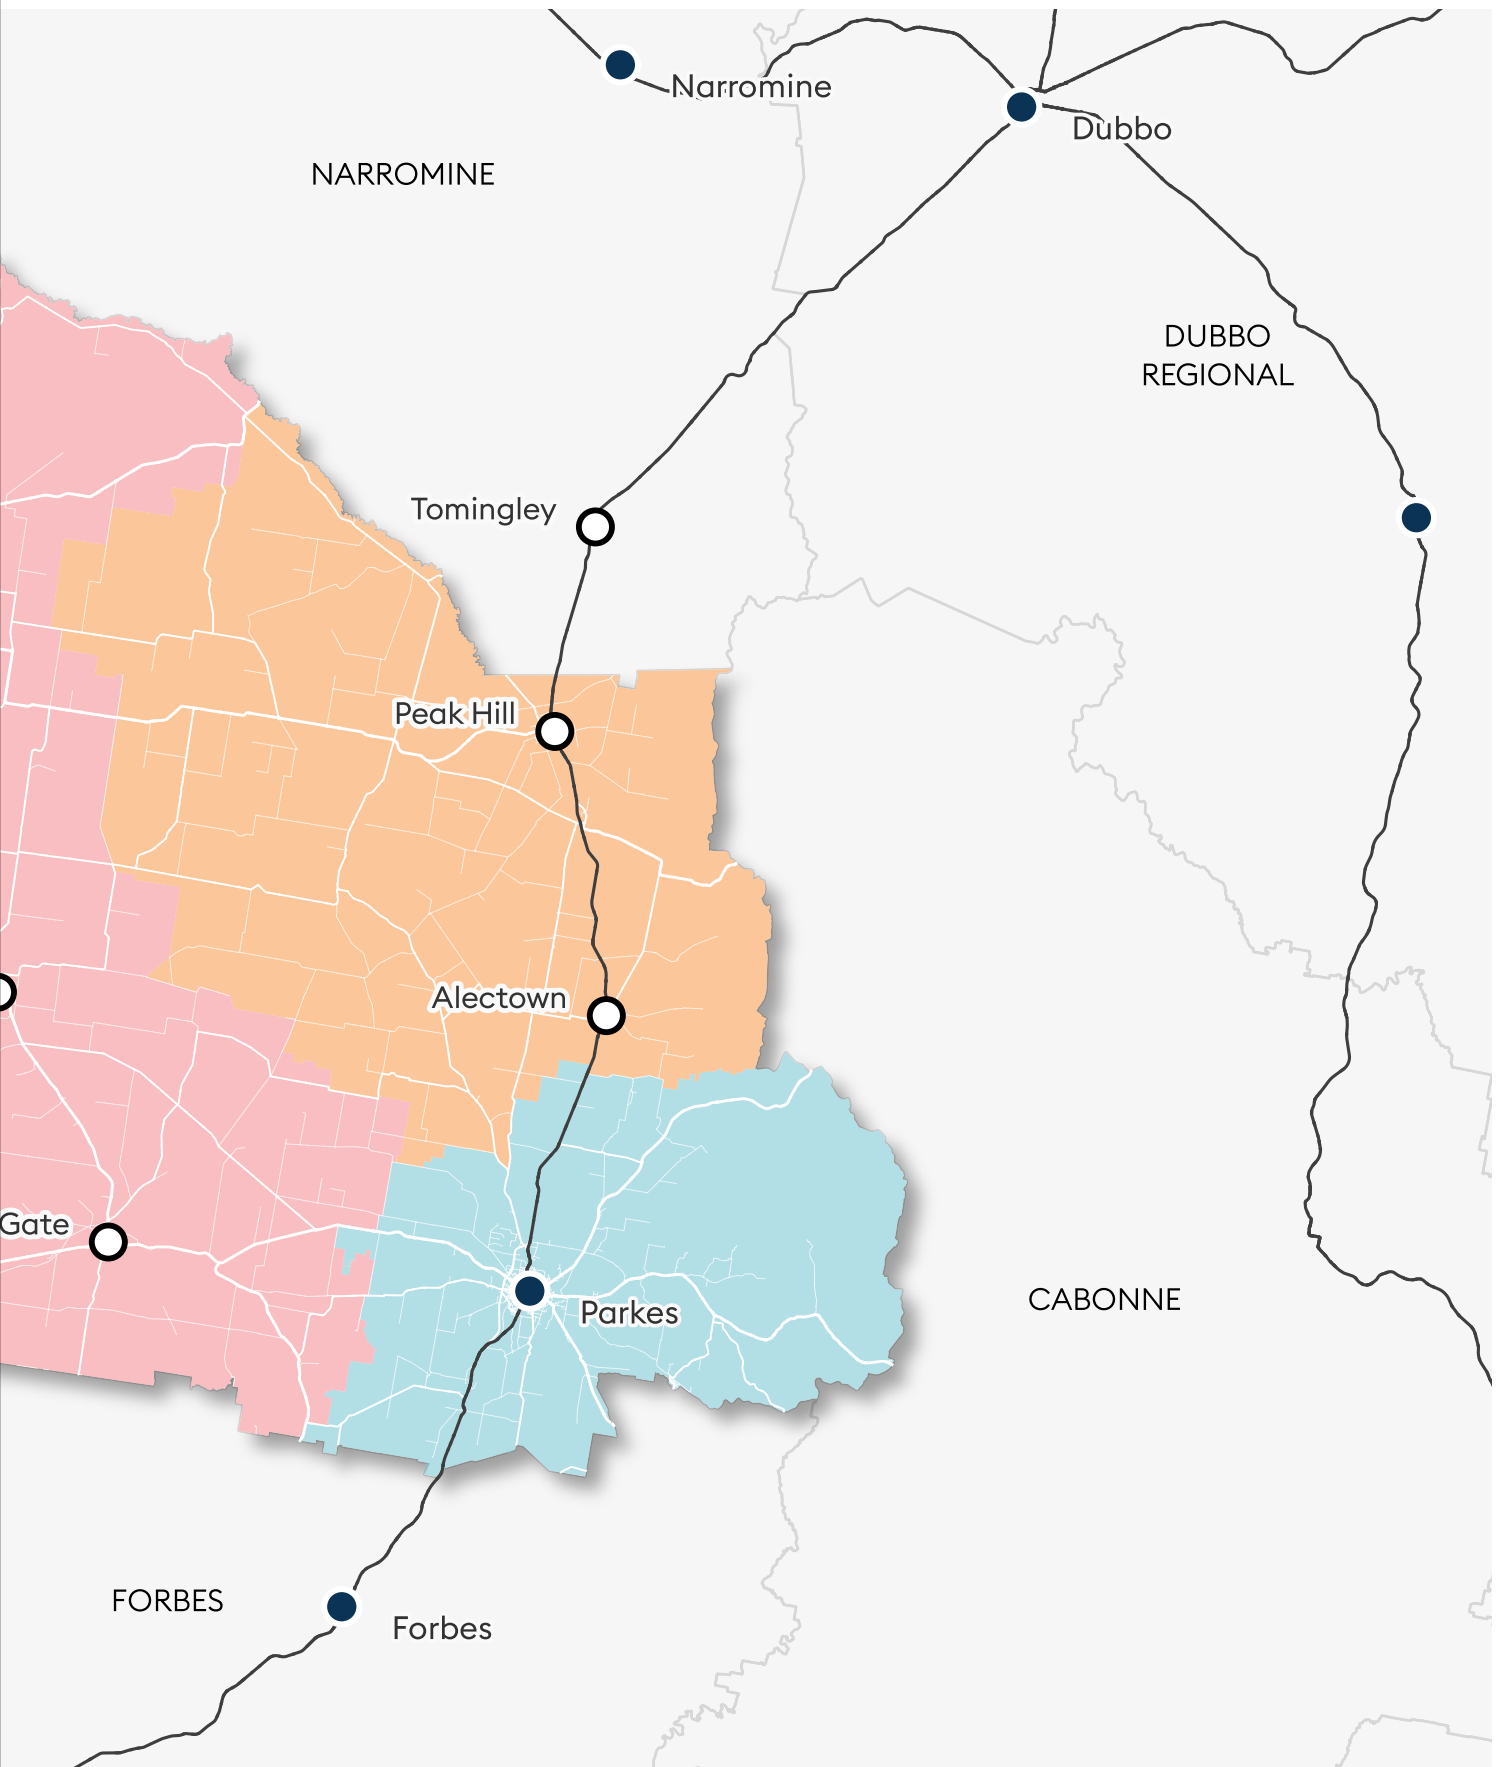 Narromine
Dubbo
NARROMINE
DUBBO
REGIONAL
Tomingley
Peak Hill
Alectown
Gate
Parkes
CABONNE
FORBES
Forbes